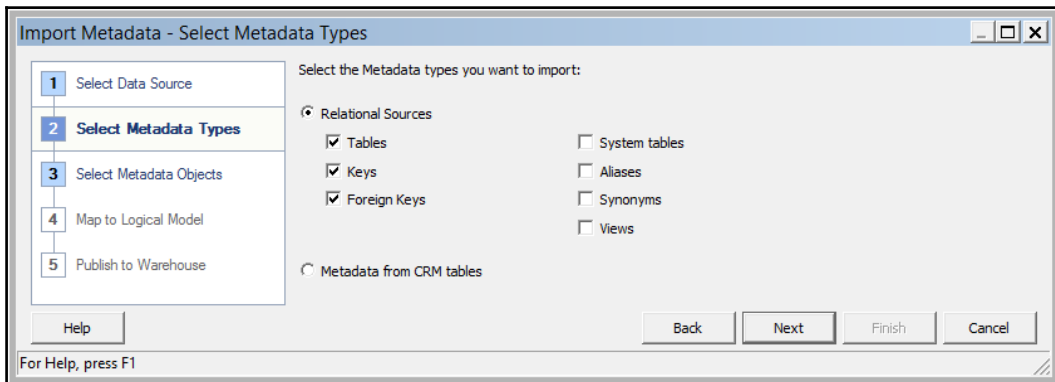 Import Metadata - Select Metadata Types
Select the Metadata types you want to import:
1 Select Data Source
2 Select Metadata Types
3 Select Metadata Objects
4 Map to Logical Model
5 Publish to Warehouse
Relational Sources
Tables
Keys
Foreign Keys
System tables
Aliases
Synonyms
Views
Metadata from CRM tables
Help
Back
Next
Finish
Cancel
For Help, press F1